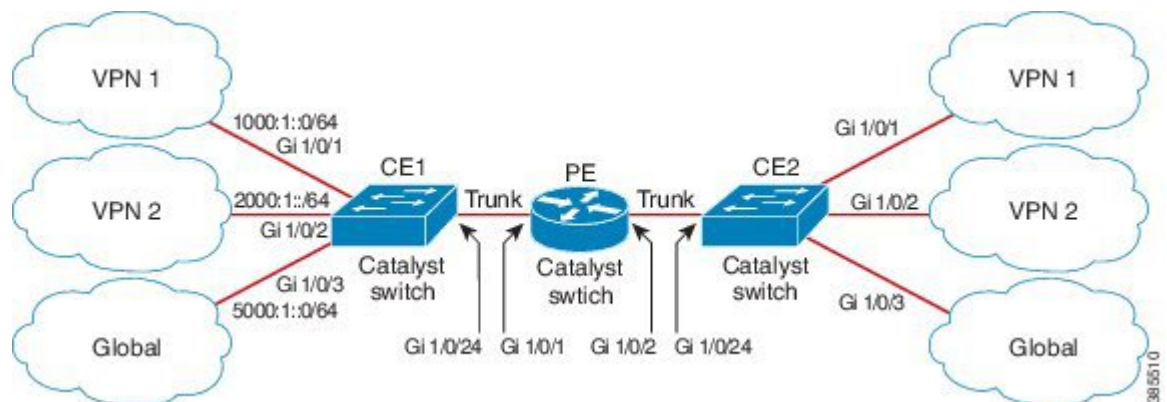 VPN 1
1000:1::0/64
Gi 1/0/1
VPN 2
2000:1::/64
Gi 1/0/2
Global
Gi 1/0/3
5000:1::0/64
CE1
Catalyst
switch
Trunk
PE
Catalyst
swtich
Trunk
CE2
Catalyst
switch
Gi 1/0/24
Gi 1/0/1
Gi 1/0/2
Gi 1/0/24
Gi 1/0/1
VPN 1
Gi 1/0/2
VPN 2
Gi 1/0/3
Global
385510